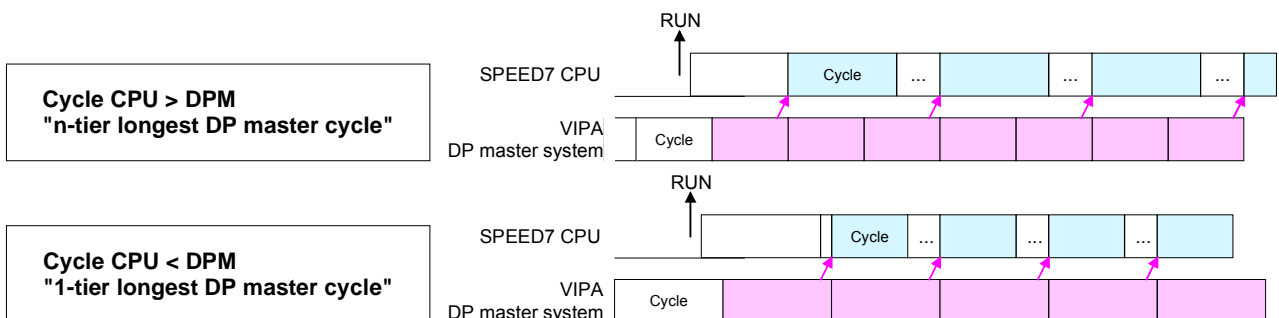 RUN
SPEED7 CPU
Cycle
...
...
...
Cycle CPU > DPM
"n-tier longest DP master cycle"
VIPA
DP master system
Cycle
RUN
SPEED7 CPU
Cycle
...
...
...
Cycle CPU < DPM
"1-tier longest DP master cycle"
VIPA
DP master system
Cycle